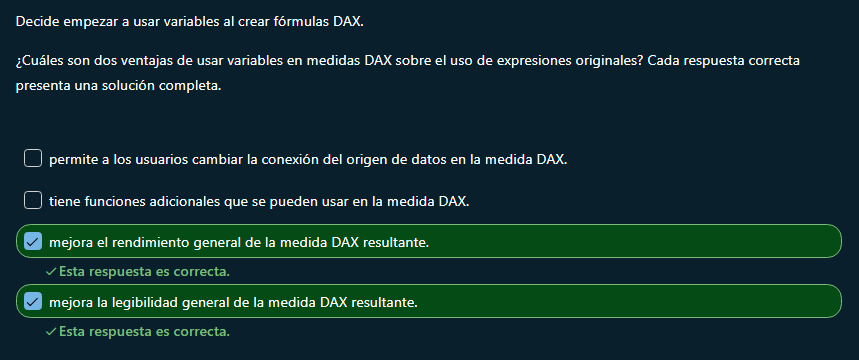 Decide empezar a usar variables al crear fórmulas DAX.
¿Cuáles son dos ventajas de usar variables en medidas DAX sobre el uso de expresiones originales? Cada respuesta correcta
presenta una solución completa.
permite a los usuarios cambiar la conexión del origen de datos en la medida DAX.
tiene funciones adicionales que se pueden usar en la medida DAX.
mejora el rendimiento general de la medida DAX resultante.
Esta respuesta es correcta.
mejora la legibilidad general de la medida DAX resultante.
Esta respuesta es correcta.